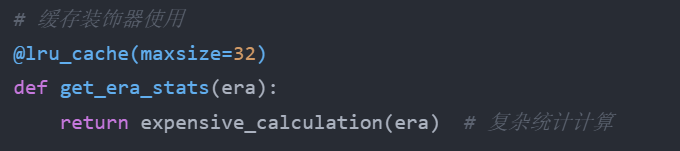 # 缓存装饰器使用
@lru_cache(maxsize=32)
def get_era_stats(era):
    return expensive_calculation(era)  # 复杂统计计算